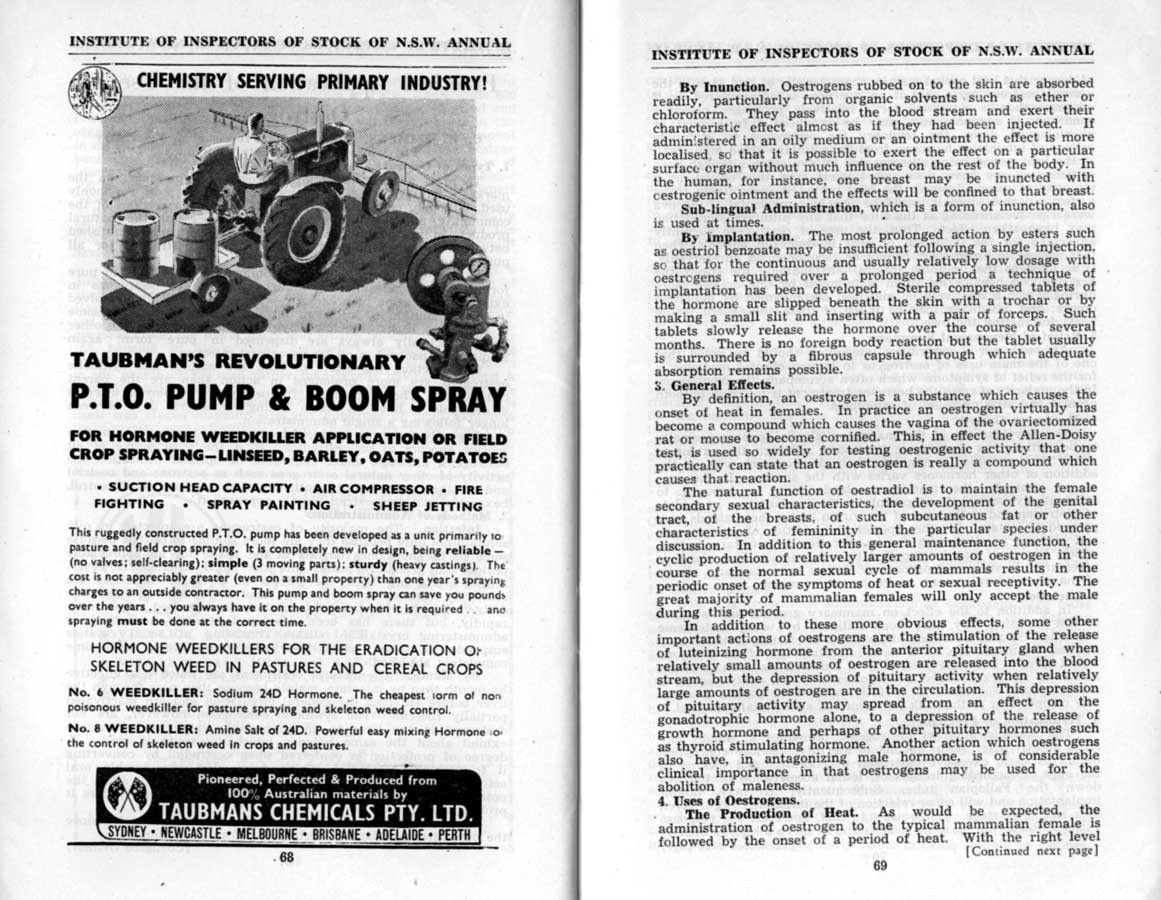 INSTITUTE OF INSPECTORS OF STOCK OF N.S.W. ANNUAL
CHEMISTRY SERVING PRIMARY INDUSTRY!
TAUBMAN'S REVOLUTIONARY
P.T.O. PUMP & BOOM SPRAY
FOR HORMONE WEEDKILLER APPLICATION OR FIELD
CROP SPRAYING—LINSEED, BARLEY, OATS, POTATOES
• SUCTION HEAD CAPACITY • AIR COMPRESSOR • FIRE
FIGHTING • SPRAY PAINTING • SHEEP JETTING
This ruggedly constructed P.T.O. pump has been developed as a unit primarily to
pasture and field crop spraying. It is completely new in design, being reliable —
(no valves; self-clearing); simple (3 moving parts); sturdy (heavy castings). The
cost is not appreciably greater (even on a small property) than one year's spraying
charges to an outside contractor. This pump and boom spray can save you pounds
over the years . . . you always have it on the property when it is required . . and
spraying must be done at the correct time.
HORMONE WEEDKILLERS FOR THE ERADICATION OF
SKELETON WEED IN PASTURES AND CEREAL CROPS
No. 6 WEEDKILLER: Sodium 24D Hormone. The cheapest form of non
poisonous weedkiller for pasture spraying and skeleton weed control.
No. 8 WEEDKILLER: Amine Salt of 24D. Powerful easy mixing Hormone for
the control of skeleton weed in crops and pastures.
Pioneered, Perfected & Produced from
100% Australian materials by
TAUBMANS CHEMICALS PTY. LTD.
SYDNEY • NEWCASTLE • MELBOURNE • BRISBANE • ADELAIDE • PERTH
68
INSTITUTE OF INSPECTORS OF STOCK OF N.S.W. ANNUAL
By Inunction. Oestrogens rubbed on to the skin are absorbed
readily, particularly from organic solvents such as ether or
chloroform. They pass into the blood stream and exert their
characteristic effect almost as if they had been injected. If
administered in an oily medium or an ointment the effect is more
localised, so that it is possible to exert the effect on a particular
surface organ without much influence on the rest of the body. In
the human, for instance, one breast may be inuncted with
oestrogenic ointment and the effects will be confined to that breast.
Sub-lingual Administration, which is a form of inunction, also
is used at times.
By Implantation. The most prolonged action by esters such
as oestriol benzoate may be insufficient following a single injection,
so that for the continuous and usually relatively low dosage with
oestrogens required over a prolonged period a technique of
implantation has been developed. Sterile compressed tablets of
the hormone are slipped beneath the skin with a trochar or by
making a small slit and inserting with a pair of forceps. Such
tablets slowly release the hormone over the course of several
months. There is no foreign body reaction but the tablet usually
is surrounded by a fibrous capsule through which adequate
absorption remains possible.
3. General Effects.
By definition, an oestrogen is a substance which causes the
onset of heat in females. In practice an oestrogen virtually has
become a compound which causes the vagina of the ovariectomized
rat or mouse to become cornified. This, in effect the Allen-Doisy
test, is used so widely for testing oestrogenic activity that one
practically can state that an oestrogen is really a compound which
causes that reaction.
The natural function of oestradiol is to maintain the female
secondary sexual characteristics, the development of the genital
tract, of the breasts, of such subcutaneous fat or other
characteristics of femininity in the particular species under
discussion. In addition to this general maintenance function, the
cyclic production of relatively larger amounts of oestrogen in the
course of the normal sexual cycle of mammals results in the
periodic onset of the symptoms of heat or sexual receptivity. The
great majority of mammalian females will only accept the male
during this period.
In addition to these more obvious effects, some other
important actions of oestrogens are the stimulation of the release
of luteinizing hormone from the anterior pituitary gland when
relatively small amounts of oestrogen are released into the blood
stream, but the depression of pituitary activity when relatively
large amounts of oestrogen are in the circulation. This depression
of pituitary activity may spread from an effect on the
gonadotrophic hormone alone, to a depression of the release of
growth hormone and perhaps of other pituitary hormones such
as thyroid stimulating hormone. Another action which oestrogens
also have, in antagonizing male hormone, is of considerable
clinical importance in that oestrogens may be used for the
abolition of maleness.
4. Uses of Oestrogens.
The Production of Heat. As would be expected, the
administration of oestrogen to the typical mammalian female is
followed by the onset of a period of heat. With the right level
[Continued next page]
69